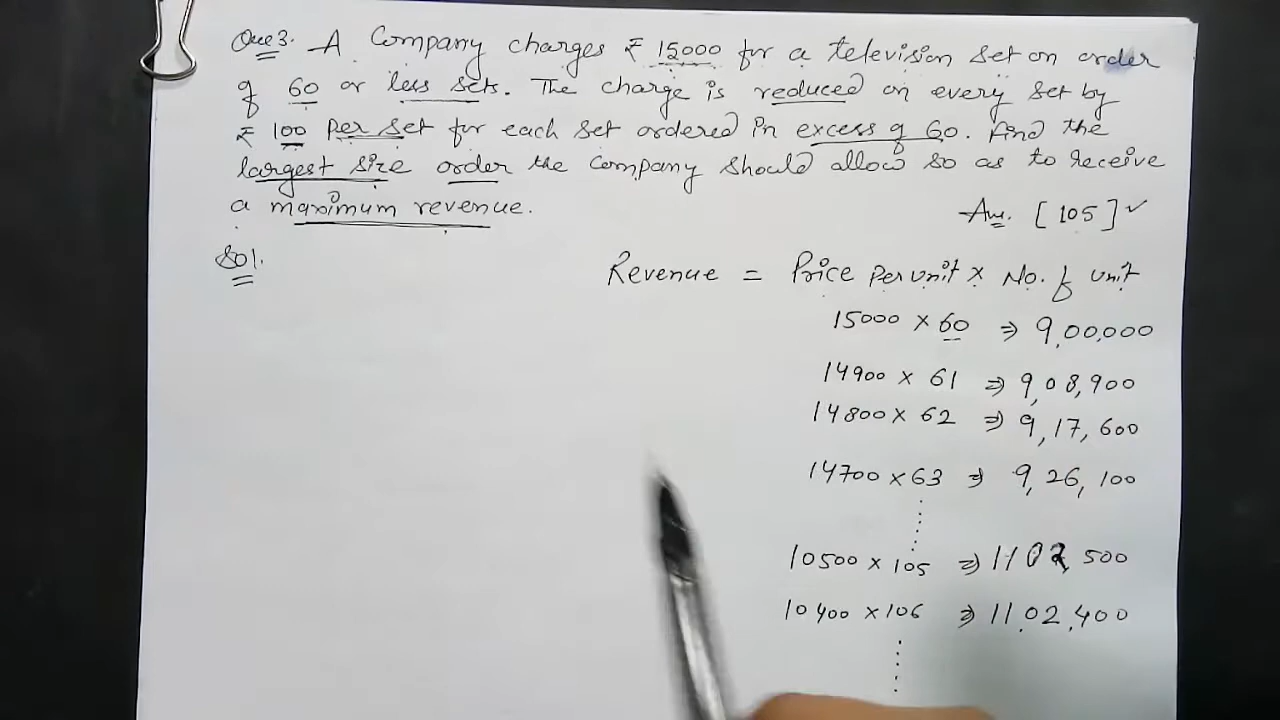 Que 3. A Company charges ₹ 15000 for a television set on order
of 60 or less sets. The charge is reduced on every set by
₹ 100 per set for each set ordered in excess of 60. Find the
largest size order the company should allow so as to receive
a maximum revenue.
Ans. [105] ✓
Sol.
Revenue = Price Per unit × No. of unit
15000 × 60 ⇒ 9,00,000
14900 × 61 ⇒ 9,08,900
14800 × 62 ⇒ 9,17,600
14700 × 63 ⇒ 9,26,100
10500 × 105 ⇒ 1102,500
10400 × 106 ⇒ 11,02,400